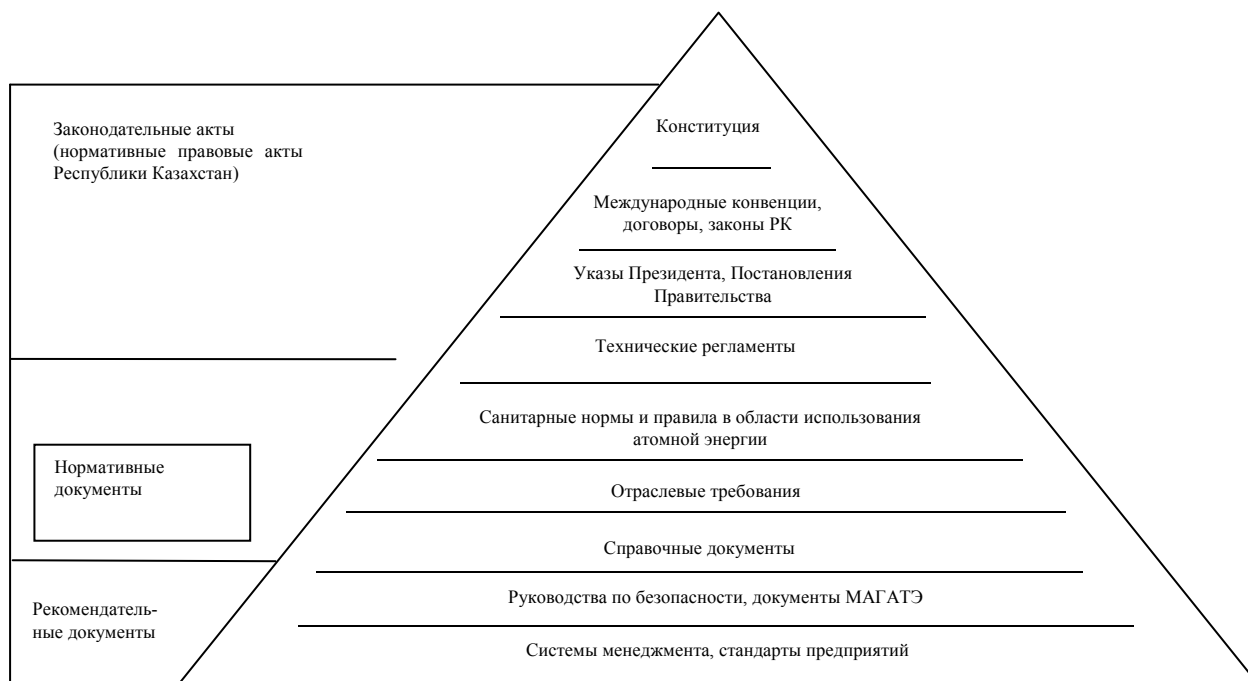 Конституция
Законодательные акты
(нормативные правовые акты
Республики Казахстан)
Международные конвенции,
договоры, законы РК
Указы Президента, Постановления
Правительства
Технические регламенты
Санитарные нормы и правила в области использования
атомной энергии
Нормативные
документы
Отраслевые требования
Справочные документы
Руководства по безопасности, документы МАГАТЭ
Рекомендатель-
ные документы
Системы менеджмента, стандарты предприятий